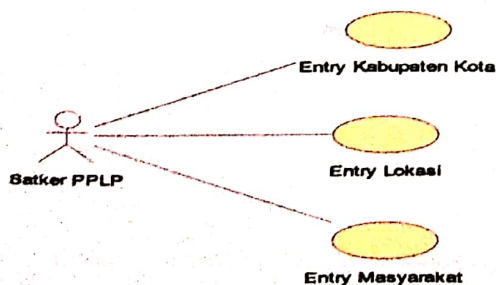 Entry Kabupaten Kota
Entry Lokasi
Satker PPLP
Entry Masyarakat